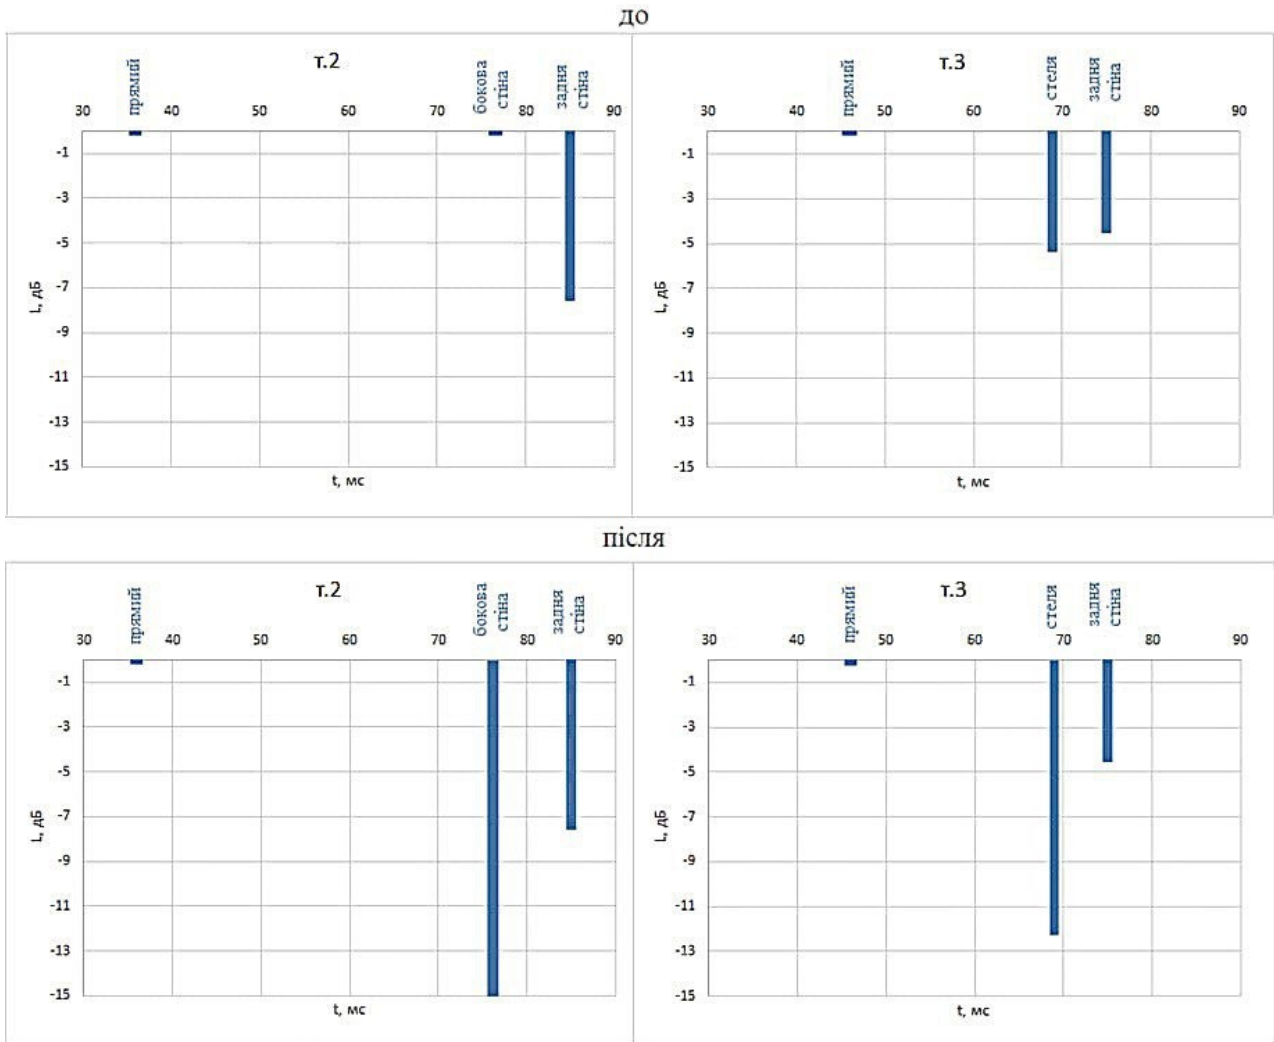 до
т.2
прямий
бокова
стіна
задня
стіна
30 40 50 60 70 80 90
-1
-3
-5
-7
-9
-11
-13
-15
L, дБ
t, мс
т.3
прямий
стеля
задня
стіна
30 40 50 60 70 80 90
-1
-3
-5
-7
-9
-11
-13
-15
L, дБ
t, мс
після
т.2
прямий
бокова
стіна
задня
стіна
30 40 50 60 70 80 90
-1
-3
-5
-7
-9
-11
-13
-15
L, дБ
t, мс
т.3
прямий
стеля
задня
стіна
30 40 50 60 70 80 90
-1
-3
-5
-7
-9
-11
-13
-15
L, дБ
t, мс